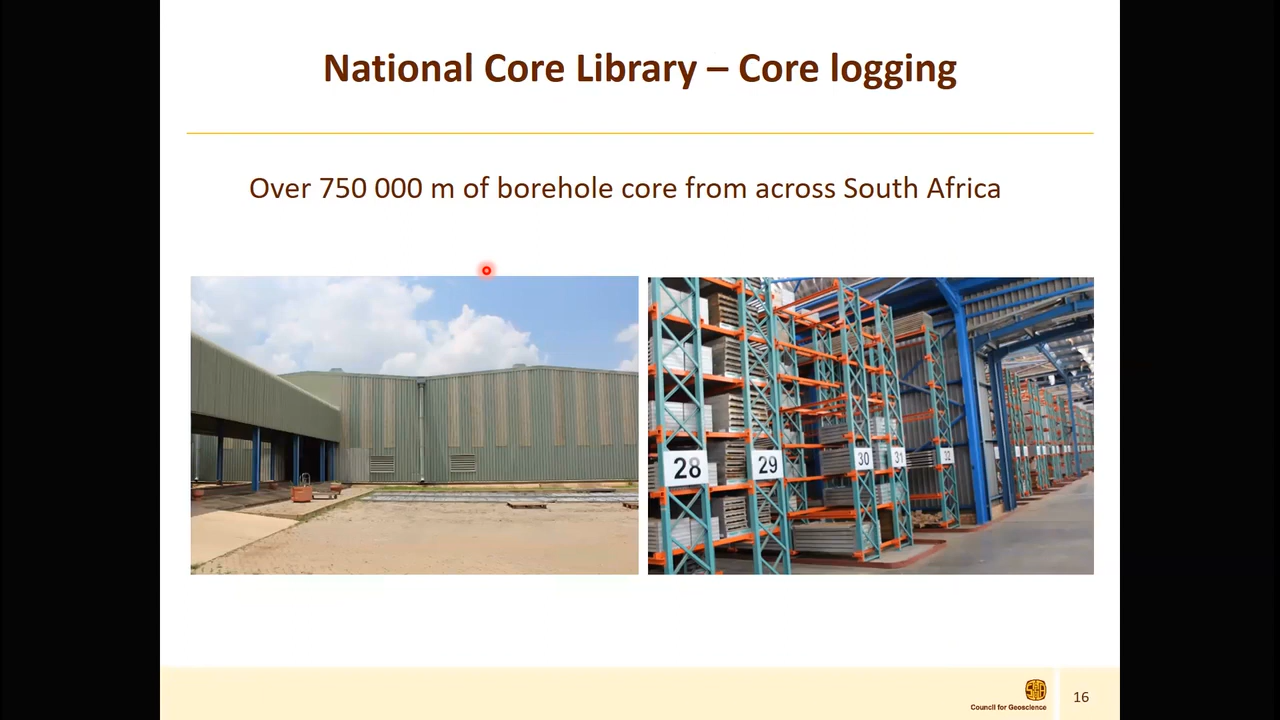 National Core Library – Core logging
Over 750 000 m of borehole core from across South Africa
28
29
30
31
32
Council for Geoscience
16